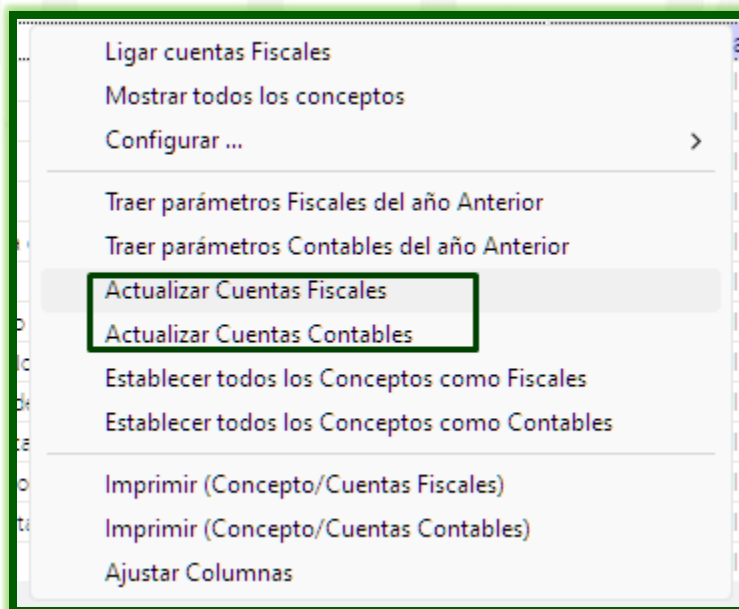 Ligar cuentas Fiscales
Mostrar todos los conceptos
Configurar ...
Traer parámetros Fiscales del año Anterior
Traer parámetros Contables del año Anterior
Actualizar Cuentas Fiscales
Actualizar Cuentas Contables
Establecer todos los Conceptos como Fiscales
Establecer todos los Conceptos como Contables
Imprimir (Concepto/Cuentas Fiscales)
Imprimir (Concepto/Cuentas Contables)
Ajustar Columnas